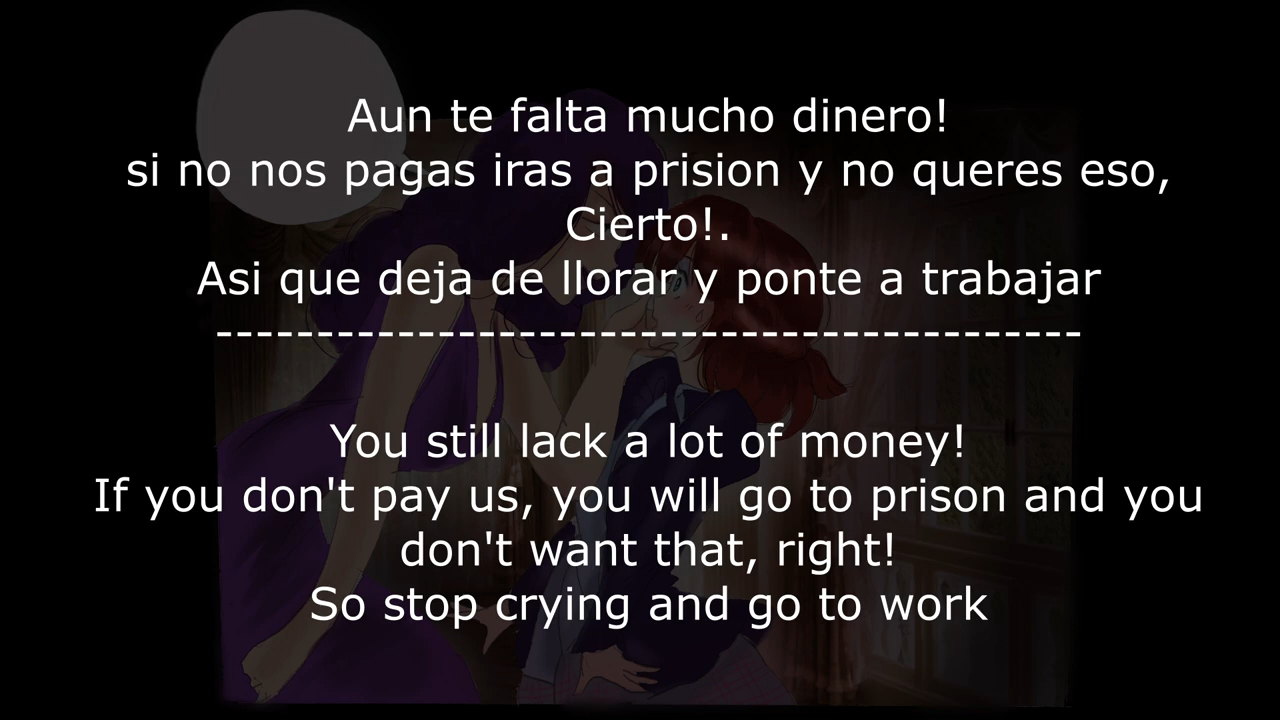 Aun te falta mucho dinero!
si no nos pagas iras a prision y no queres eso,
Cierto!.
Asi que deja de llorar y ponte a trabajar
-------------------------------------------
You still lack a lot of money!
If you don't pay us, you will go to prison and you
don't want that, right!
So stop crying and go to work